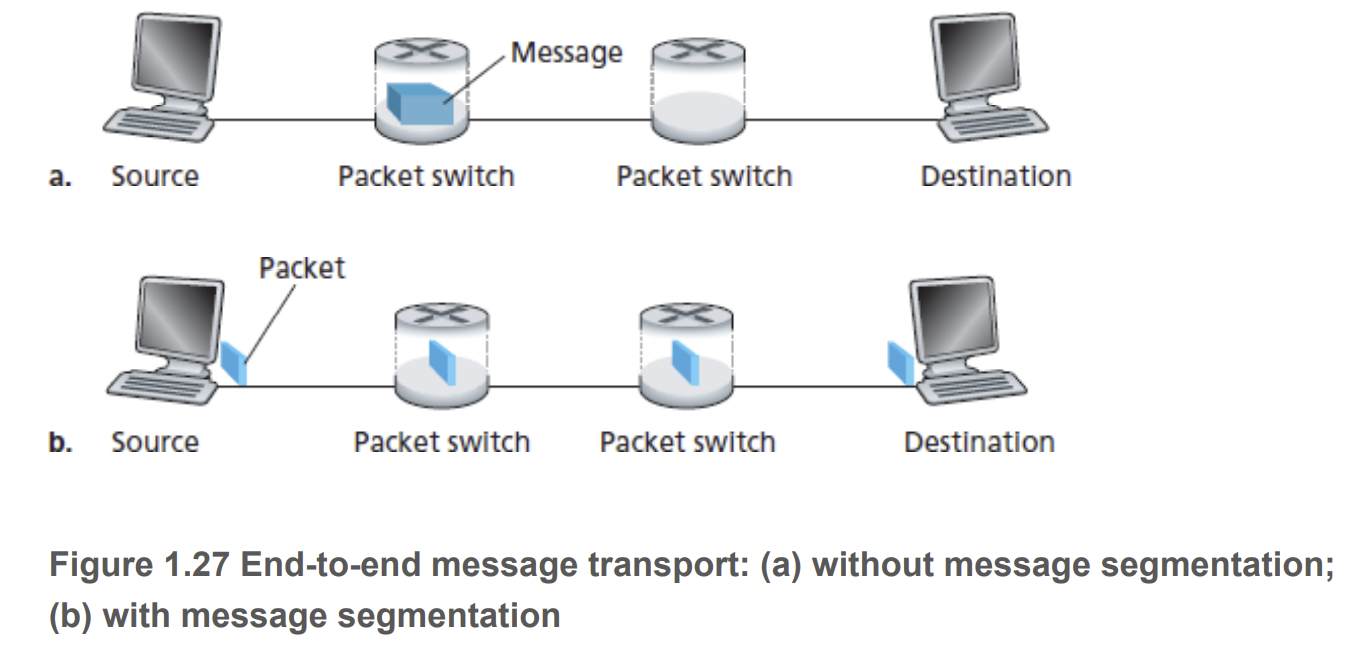 Message
a. Source Packet switch Packet switch Destination
Packet
b. Source Packet switch Packet switch Destination
Figure 1.27 End-to-end message transport: (a) without message segmentation;
(b) with message segmentation